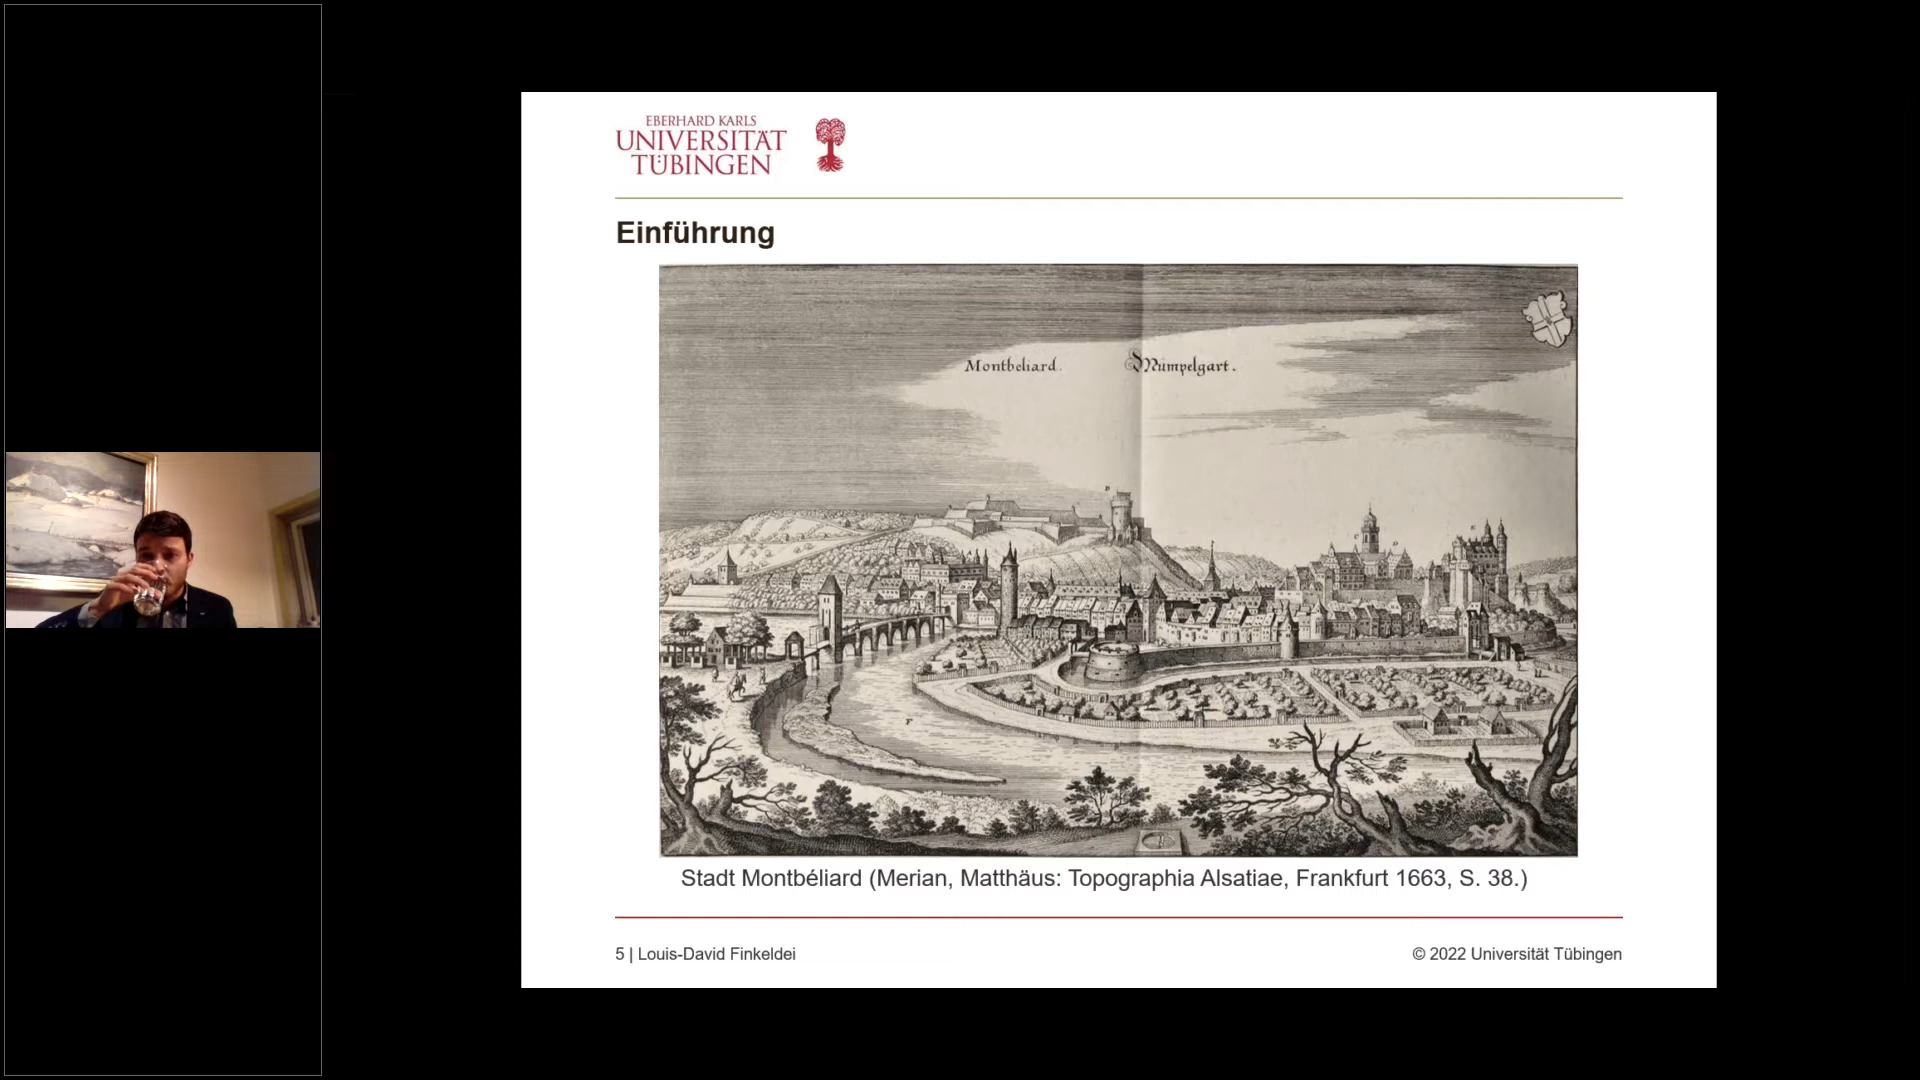 EBERHARD KARLS
UNIVERSITÄT
TÜBINGEN
Einführung
Montbeliard. Mümpelgart.
Stadt Montbéliard (Merian, Matthäus: Topographia Alsatiae, Frankfurt 1663, S. 38.)
5 | Louis-David Finkeldei
© 2022 Universität Tübingen